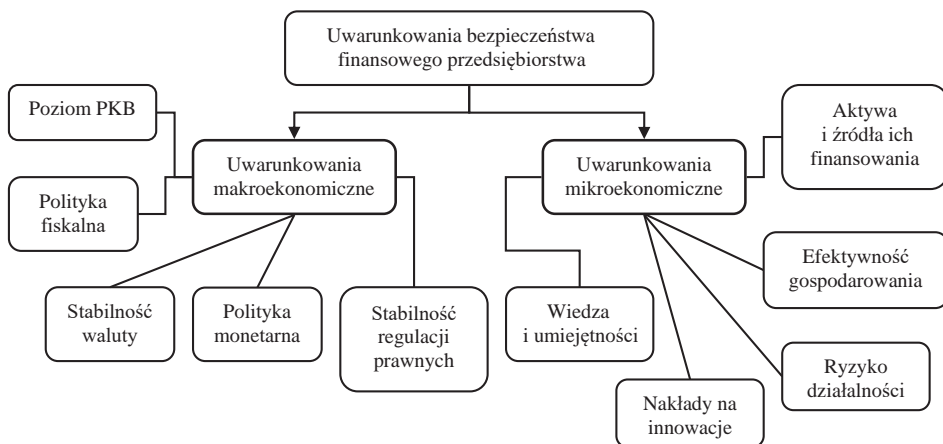 Uwarunkowania bezpieczeństwa
finansowego przedsiębiorstwa
Poziom PKB
Uwarunkowania
makroekonomiczne
Uwarunkowania
mikroekonomiczne
Aktywa
i źródła ich
finansowania
Polityka
fiskalna
Efektywność
gospodarowania
Stabilność
waluty
Polityka
monetarna
Stabilność
regulacji
prawnych
Wiedza
i umiejętności
Ryzyko
działalności
Nakłady na
innowacje